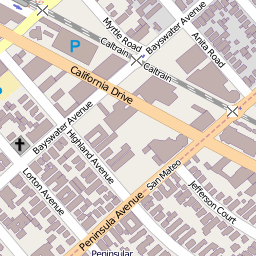 Myrtle Road
Caltrain
Bayswater Avenue
Anita Road
P
California Drive
Caltrain
P
Bayswater Avenue
Highland Avenue
San Mateo
Lorton Avenue
Peninsula Avenue
Jefferson Court
Peninsular